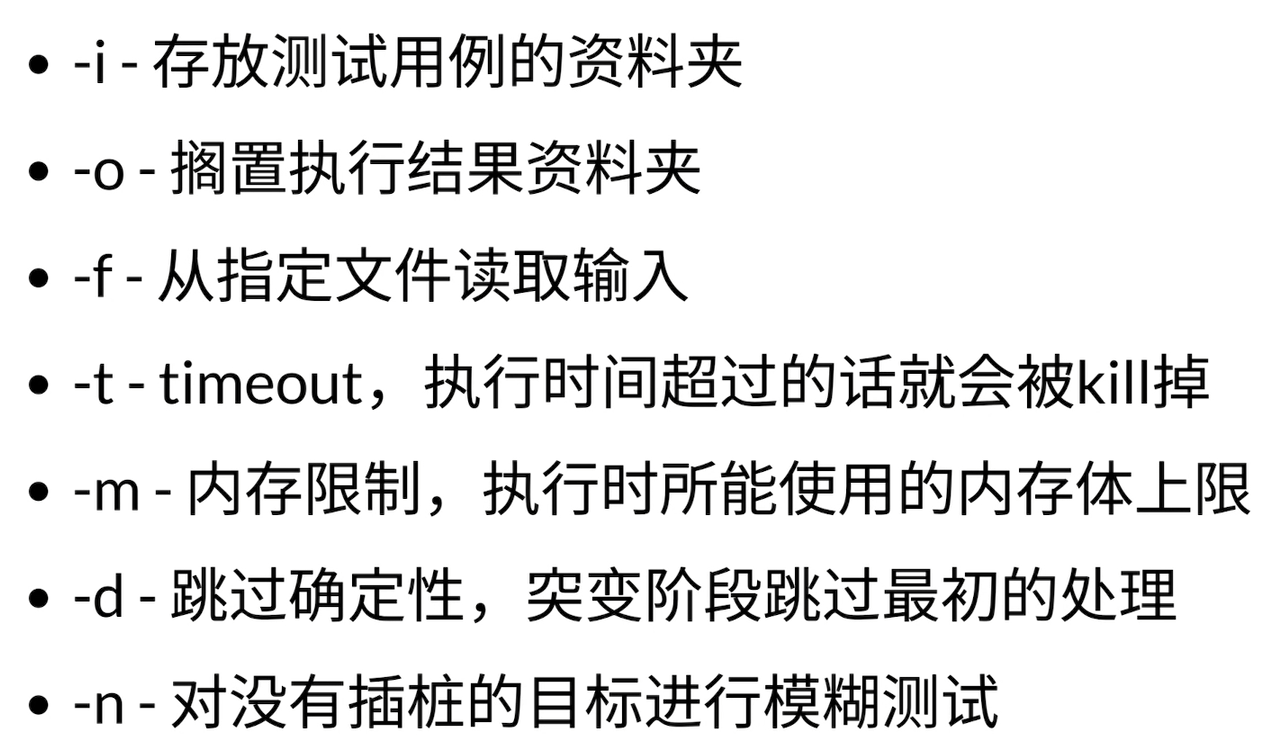 • -i - 存放测试用例的资料夹
• -o - 搁置执行结果资料夹
• -f - 从指定文件读取输入
• -t - timeout，执行时间超过的话就会被kill掉
• -m - 内存限制，执行时所能使用的内存体上限
• -d - 跳过确定性，突变阶段跳过最初的处理
• -n - 对没有插桩的目标进行模糊测试